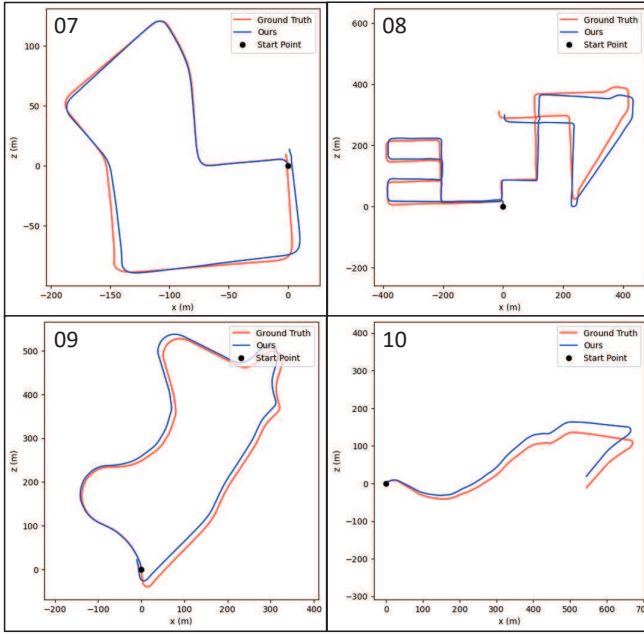 07
Ground Truth
Ours
Start Point
100
50
0
−50
z (m)
−200
−150
−100
−50
0
x (m)
08
Ground Truth
Ours
Start Point
600
400
200
0
−200
z (m)
−400
−200
0
200
400
x (m)
09
Ground Truth
Ours
Start Point
500
400
300
200
100
0
z (m)
−200
−100
0
100
200
300
400
x (m)
10
Ground Truth
Ours
Start Point
400
300
200
100
0
−100
−200
−300
z (m)
0
100
200
300
400
500
600
x (m)